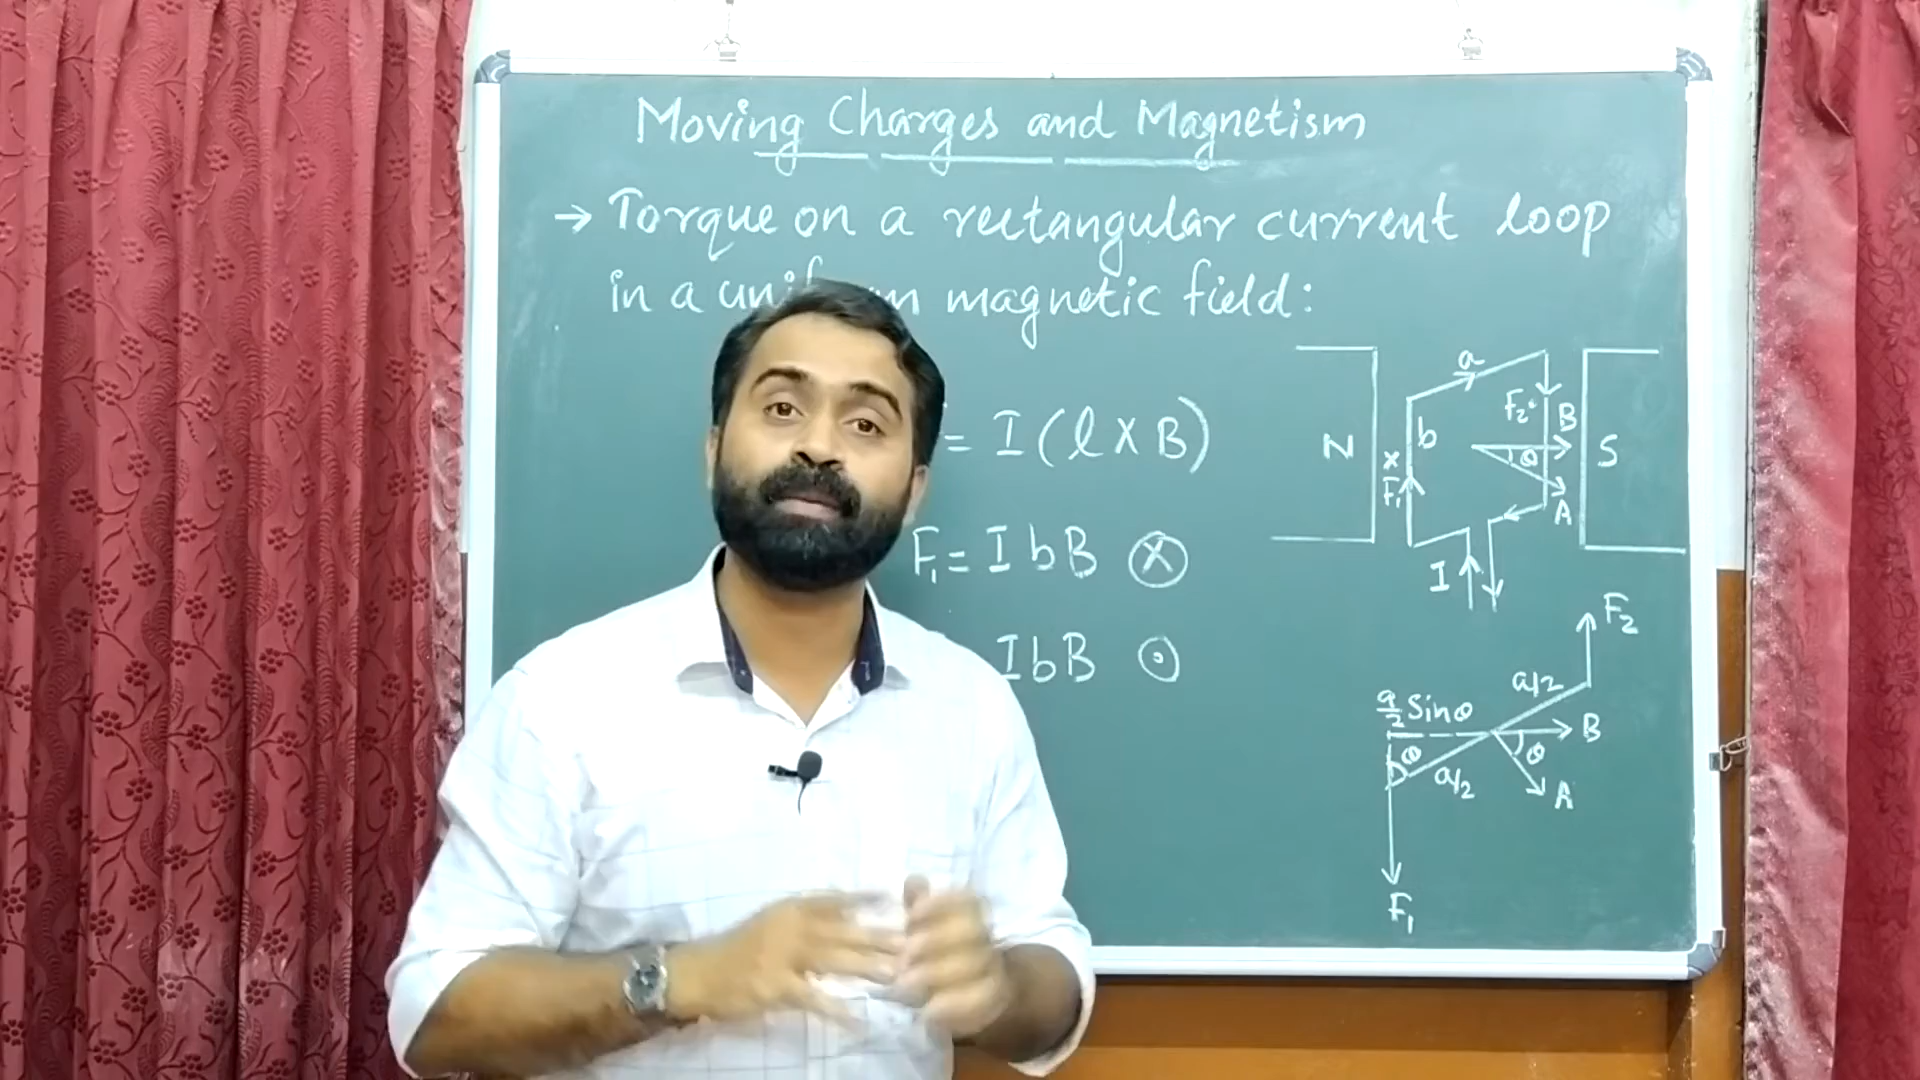 Moving Charges and Magnetism
→ Torque on a rectangular current loop
in a magnetic field:
= I (l X B)
F₁ = I b B ⊗
I b B ⊙
N
a
b
X
F₁
F₂
B
θ
A
S
I
F₂
a/2
a/2 Sinθ
B
θ
θ
a/2
A
F₁